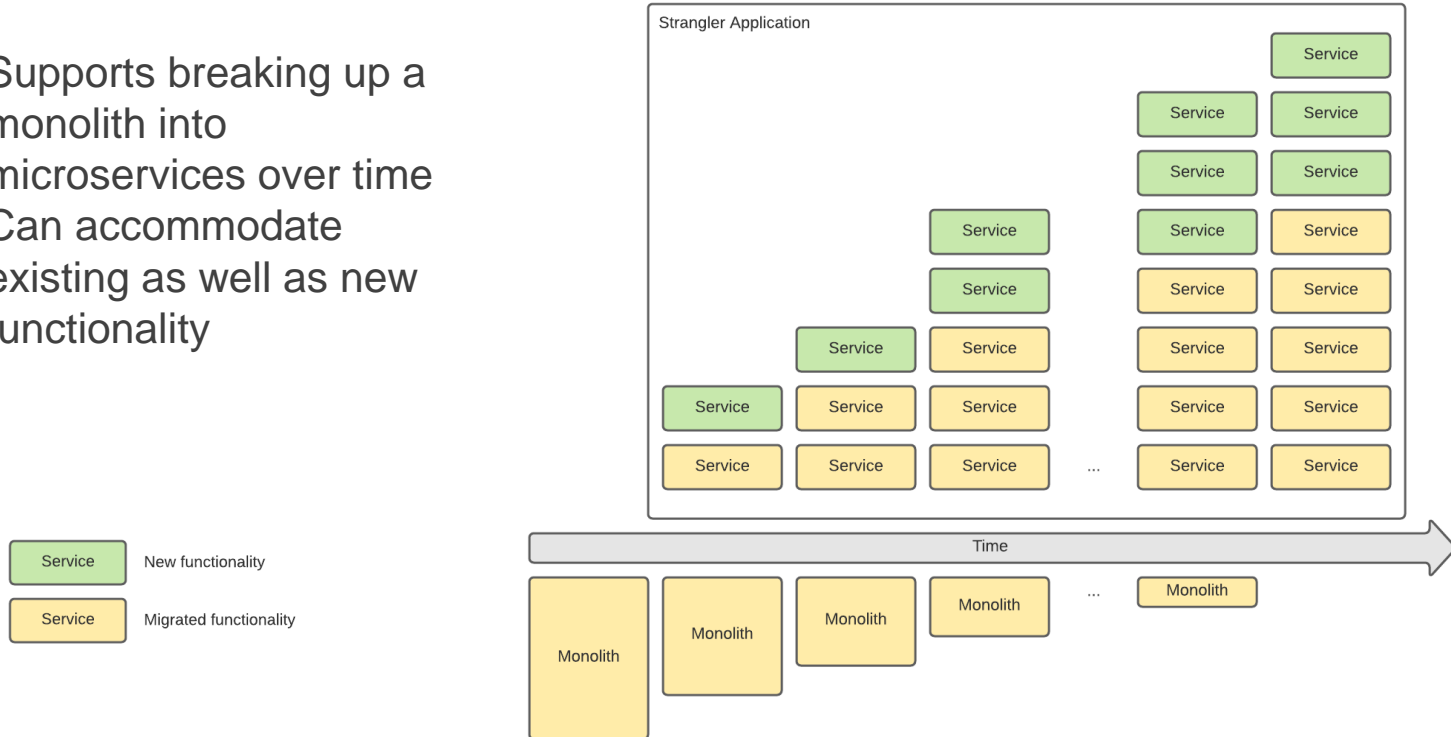 Supports breaking up a
monolith into
microservices over time
Can accommodate
existing as well as new
functionality
Strangler Application
Service
Service Service
Service Service
Service Service Service
Service Service Service
Service Service Service Service
Service Service Service Service Service
Service Service Service ... Service Service
Time
Service New functionality
Service Migrated functionality
Monolith Monolith Monolith Monolith ... Monolith